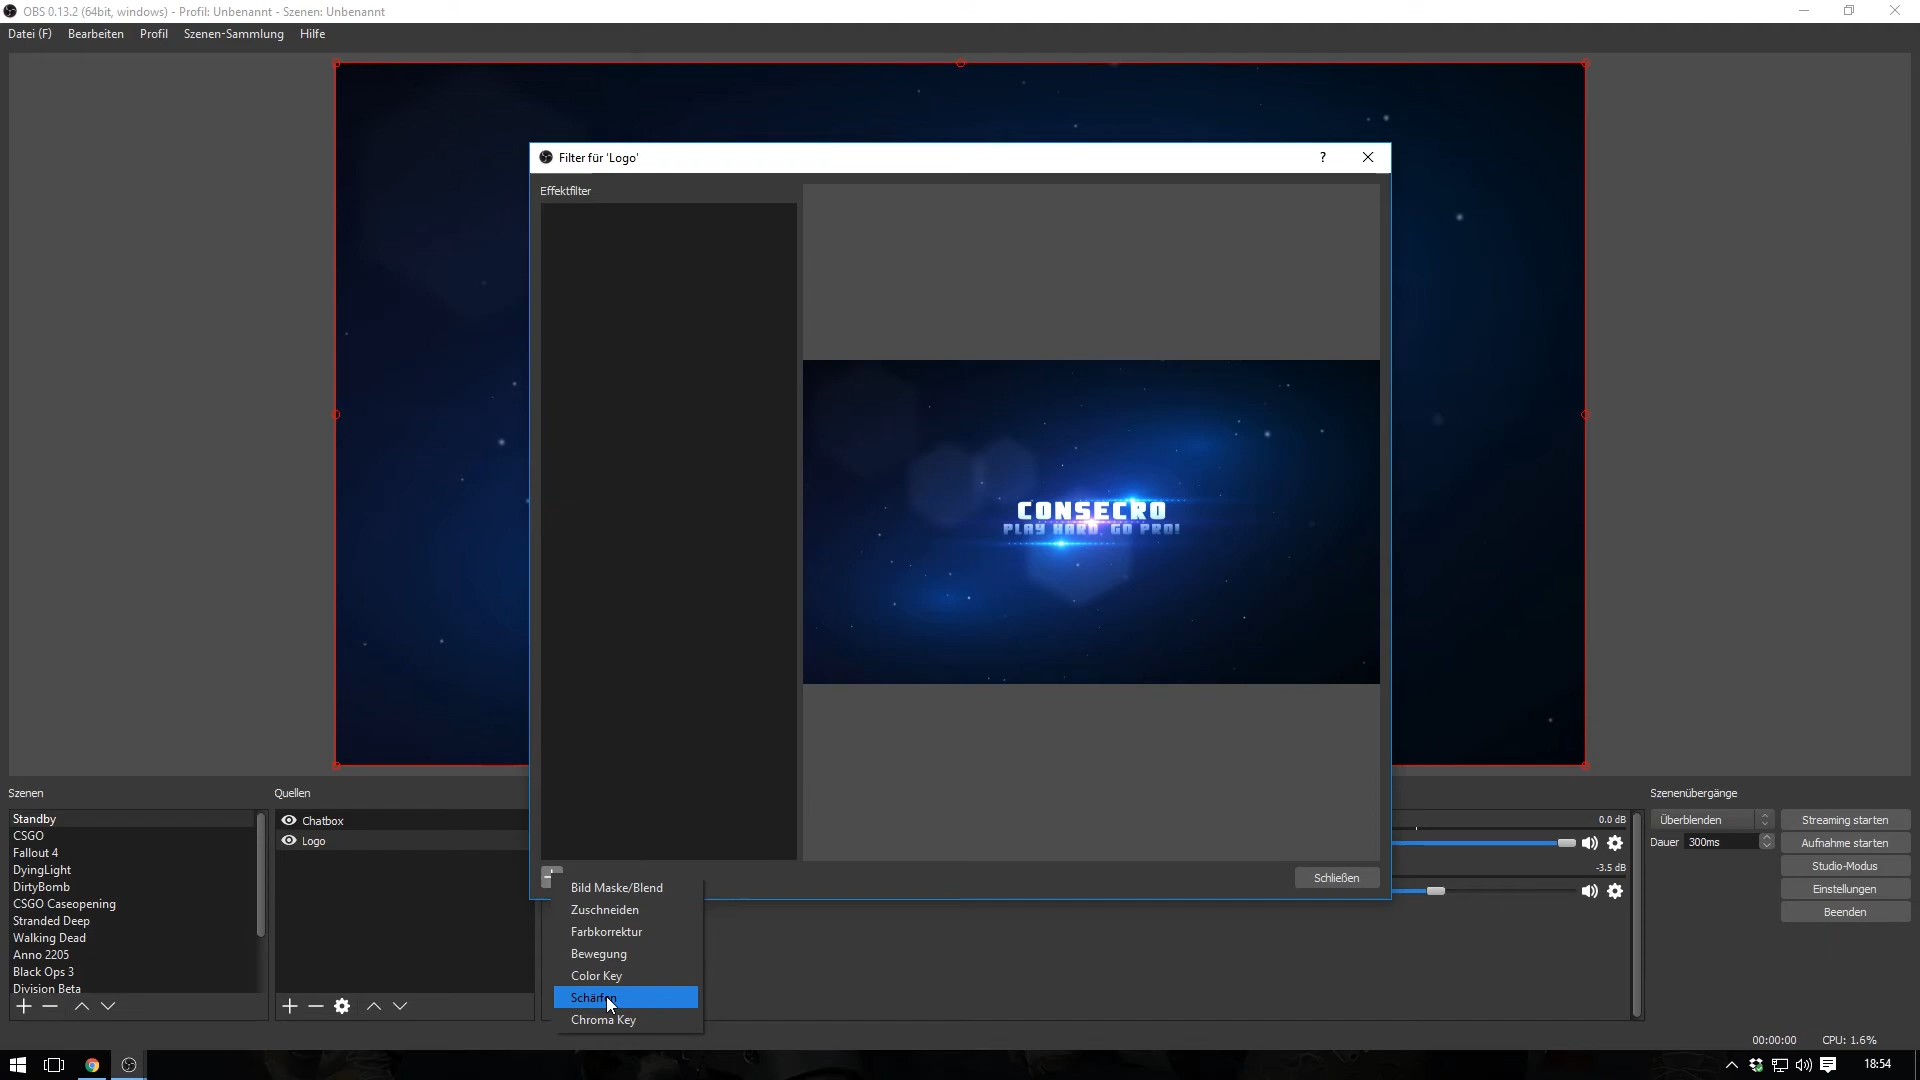 OBS 0.13.2 (64bit, windows) - Profil: Unbenannt - Szenen: Unbenannt
Datei (F) Bearbeiten Profil Szenen-Sammlung Hilfe
Filter für 'Logo'
?
Effektfilter
CONSECRO
PLAY HARD, GO PRO!
Schließen
Bild Maske/Blend
Zuschneiden
Farbkorrektur
Bewegung
Color Key
Schärfen
Chroma Key
Szenen
Standby
CSGO
Fallout 4
DyingLight
DirtyBomb
CSGO Caseopening
Stranded Deep
Walking Dead
Anno 2205
Black Ops 3
Division Beta
Quellen
Chatbox
Logo
0.0 dB
-3.5 dB
Szenenübergänge
Überblenden
Dauer 300ms
Streaming starten
Aufnahme starten
Studio-Modus
Einstellungen
Beenden
00:00:00 CPU: 1.6%
18:54